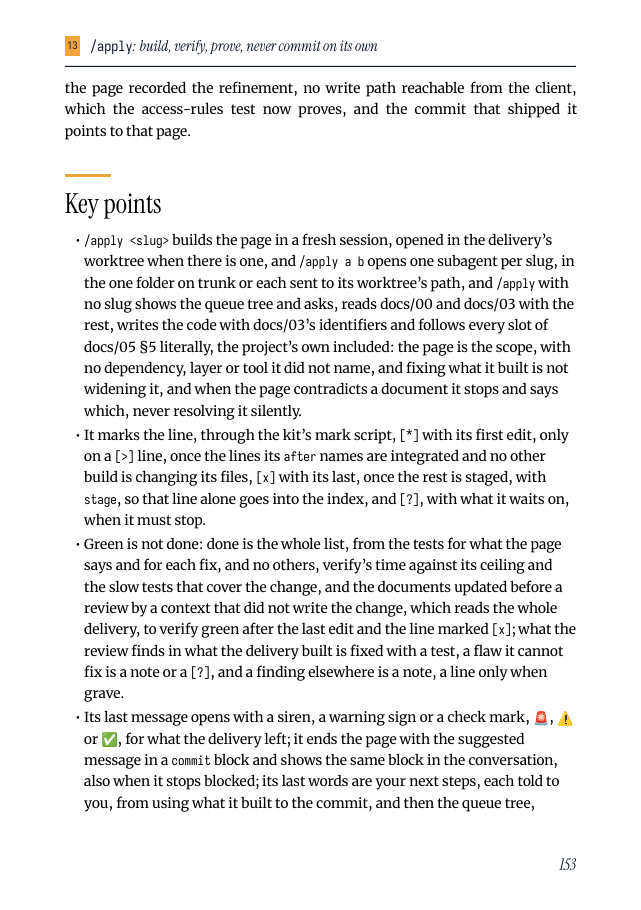 13 /apply: build, verify, prove, never commit on its own
the page recorded the refinement, no write path reachable from the client,
which the access-rules test now proves, and the commit that shipped it
points to that page.
Key points
• /apply <slug> builds the page in a fresh session, opened in the delivery’s
worktree when there is one, and /apply a b opens one subagent per slug, in
the one folder on trunk or each sent to its worktree’s path, and /apply with
no slug shows the queue tree and asks, reads docs/00 and docs/03 with the
rest, writes the code with docs/03’s identifiers and follows every slot of
docs/05 §5 literally, the project’s own included: the page is the scope, with
no dependency, layer or tool it did not name, and fixing what it built is not
widening it, and when the page contradicts a document it stops and says
which, never resolving it silently.
• It marks the line, through the kit’s mark script, [*] with its first edit, only
on a [>] line, once the lines its after names are integrated and no other
build is changing its files, [x] with its last, once the rest is staged, with
stage, so that line alone goes into the index, and [?], with what it waits on,
when it must stop.
• Green is not done: done is the whole list, from the tests for what the page
says and for each fix, and no others, verify’s time against its ceiling and
the slow tests that cover the change, and the documents updated before a
review by a context that did not write the change, which reads the whole
delivery, to verify green after the last edit and the line marked [x]; what the
review finds in what the delivery built is fixed with a test, a flaw it cannot
fix is a note or a [?], and a finding elsewhere is a note, a line only when
grave.
• Its last message opens with a siren, a warning sign or a check mark, 🚨, ⚠️
or ✅, for what the delivery left; it ends the page with the suggested
message in a commit block and shows the same block in the conversation,
also when it stops blocked; its last words are your next steps, each told to
you, from using what it built to the commit, and then the queue tree,
153